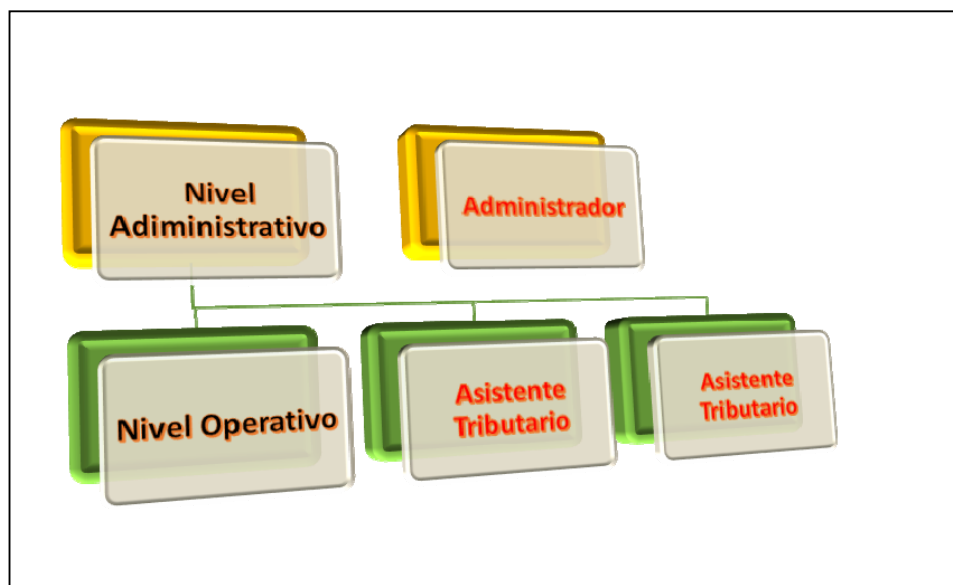 Nivel
Adiministrativo
Administrador
Nivel Operativo
Asistente
Tributario
Asistente
Tributario